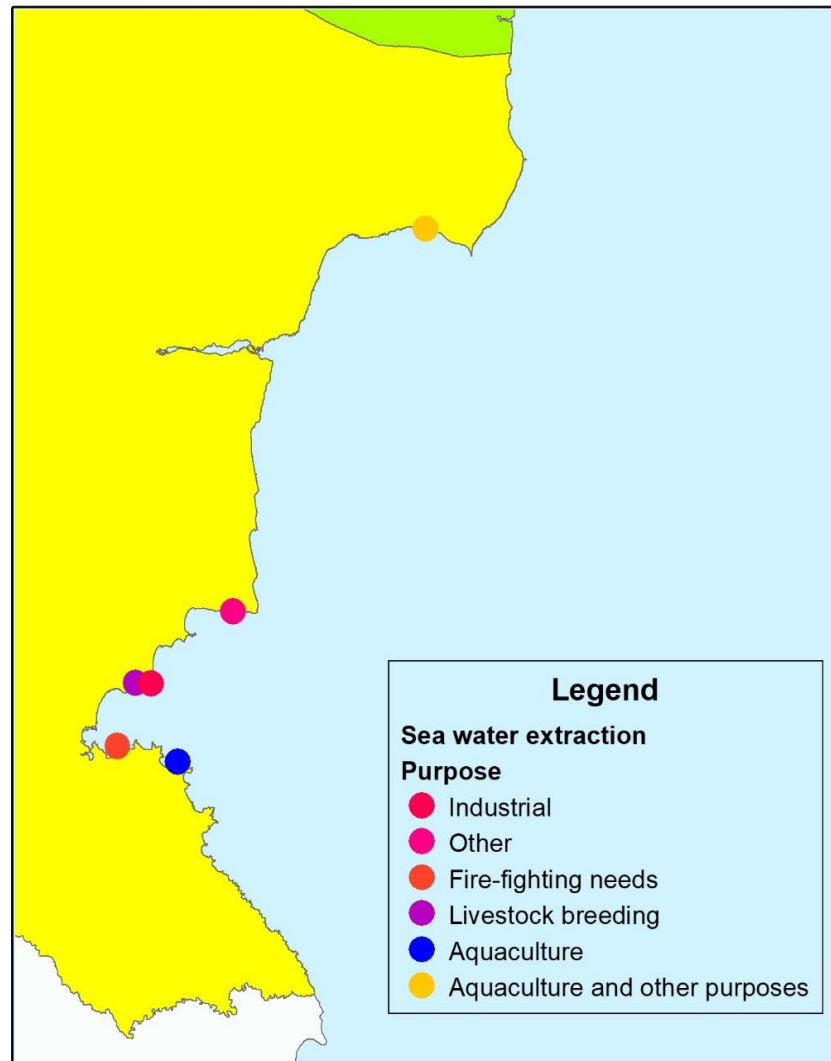 Legend
Sea water extraction
Purpose
Industrial
Other
Fire-fighting needs
Livestock breeding
Aquaculture
Aquaculture and other purposes